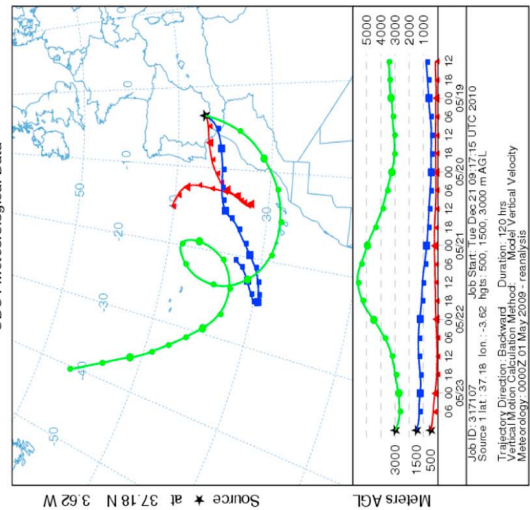 Source ★ at 37.18 N 3.62 W
-50
-40
-30
-20
-10
0
0
50
30
Meters AGL
5000
4000
3000
2000
1000
3000
1500
500
06 00 18 12 06 00 18 12 06 00 18 12 06 00 18 12 06 00 18 12
05/23 05/22 05/21 05/20 05/19
Job ID: 317107 Job Start: Tue Dec 21 09:17:15 UTC 2010
Source 1 lat.: 37.18 lon.: -3.62 hgts: 500, 1500, 3000 m AGL
Trajectory Direction: Backward Duration: 120 hrs
Vertical Motion Calculation Method: Model Vertical Velocity
Meteorology: 0000Z 01 May 2009 - reanalysis